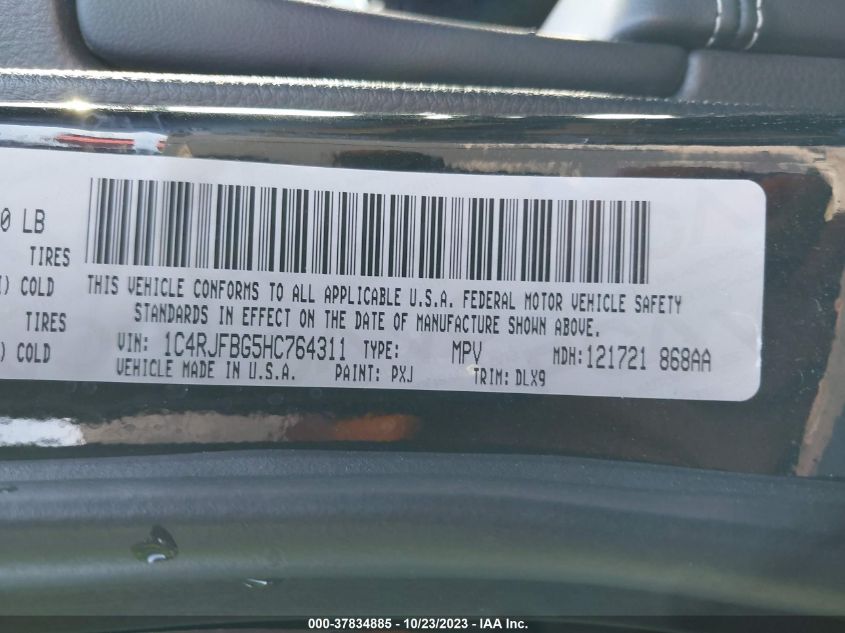 0 LB
TIRES
) COLD
TIRES
) COLD
THIS VEHICLE CONFORMS TO ALL APPLICABLE U.S.A. FEDERAL MOTOR VEHICLE SAFETY
STANDARDS IN EFFECT ON THE DATE OF MANUFACTURE SHOWN ABOVE.
VIN: 1C4RJFBG5HC764311 TYPE: MPV MDH:121721 868AA
VEHICLE MADE IN U.S.A. PAINT: PXJ TRIM: DLX9
000-37834885 - 10/23/2023 - COPYRIGHT © 2023 IAA, Inc.